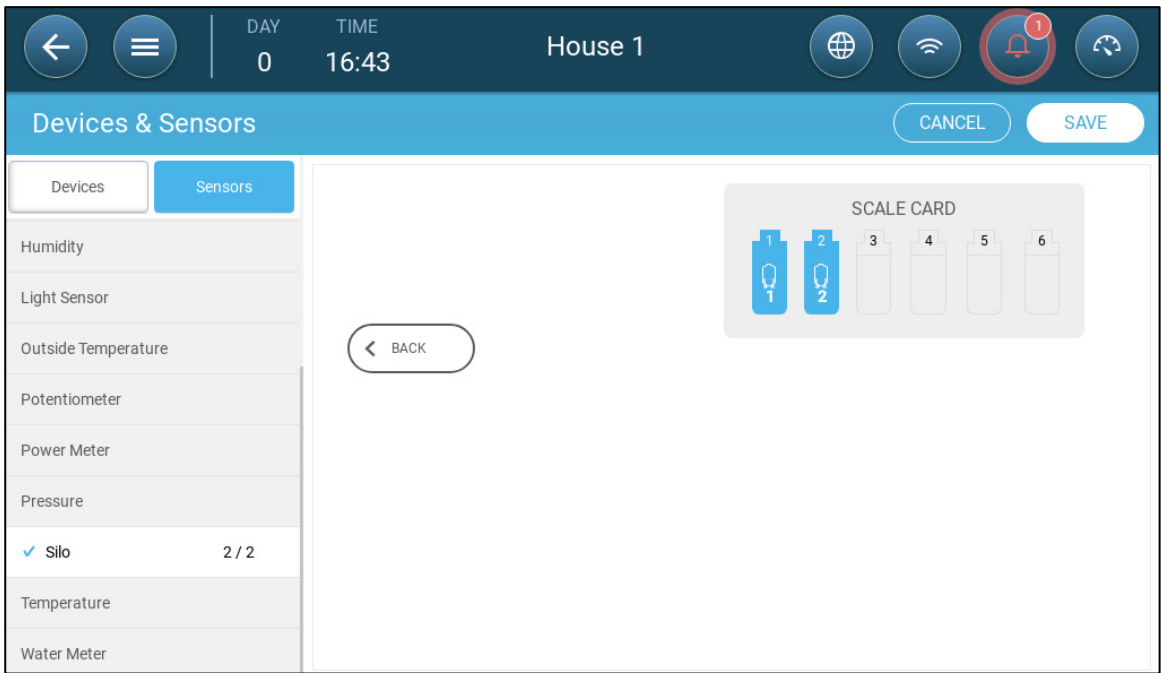 DAY
0
TIME
16:43
House 1
1
Devices & Sensors
CANCEL
SAVE
Devices
Sensors
Humidity
Light Sensor
Outside Temperature
Potentiometer
Power Meter
Pressure
Silo 2 / 2
Temperature
Water Meter
BACK
SCALE CARD
1 2 3 4 5 6
1 2